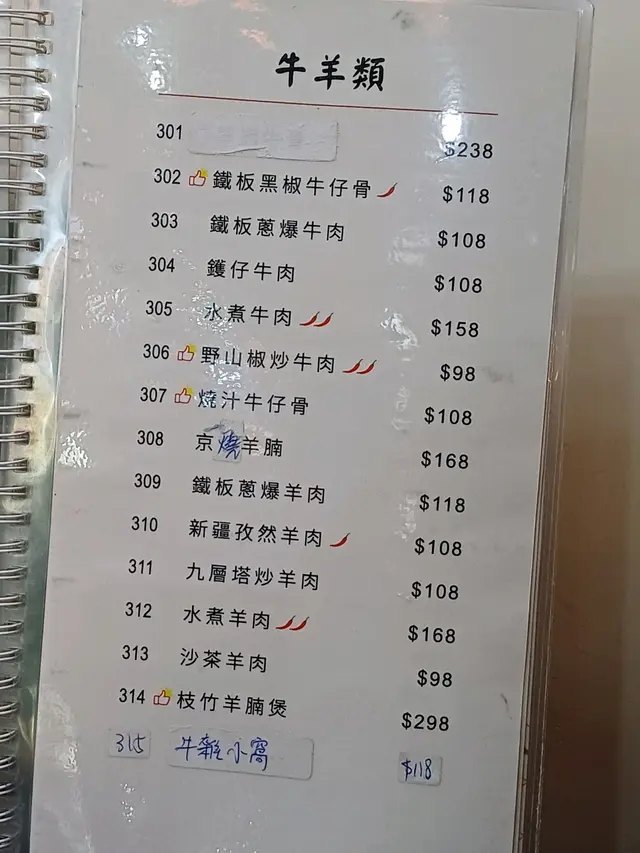 牛羊類
301 $238
302 鐵板黑椒牛仔骨 $118
303 鐵板蔥爆牛肉 $108
304 鑊仔牛肉 $108
305 水煮牛肉 $158
306 野山椒炒牛肉 $98
307 燒汁牛仔骨 $108
308 京燒羊腩 $168
309 鐵板蔥爆羊肉 $118
310 新疆孜然羊肉 $108
311 九層塔炒羊肉 $108
312 水煮羊肉 $168
313 沙茶羊肉 $98
314 枝竹羊腩煲 $298
315 牛雜小窩 $118